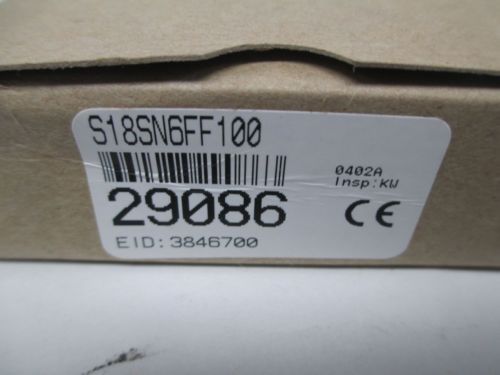 S18SN6FF100
29086
EID: 3846700
0402A
Insp:KW
CE